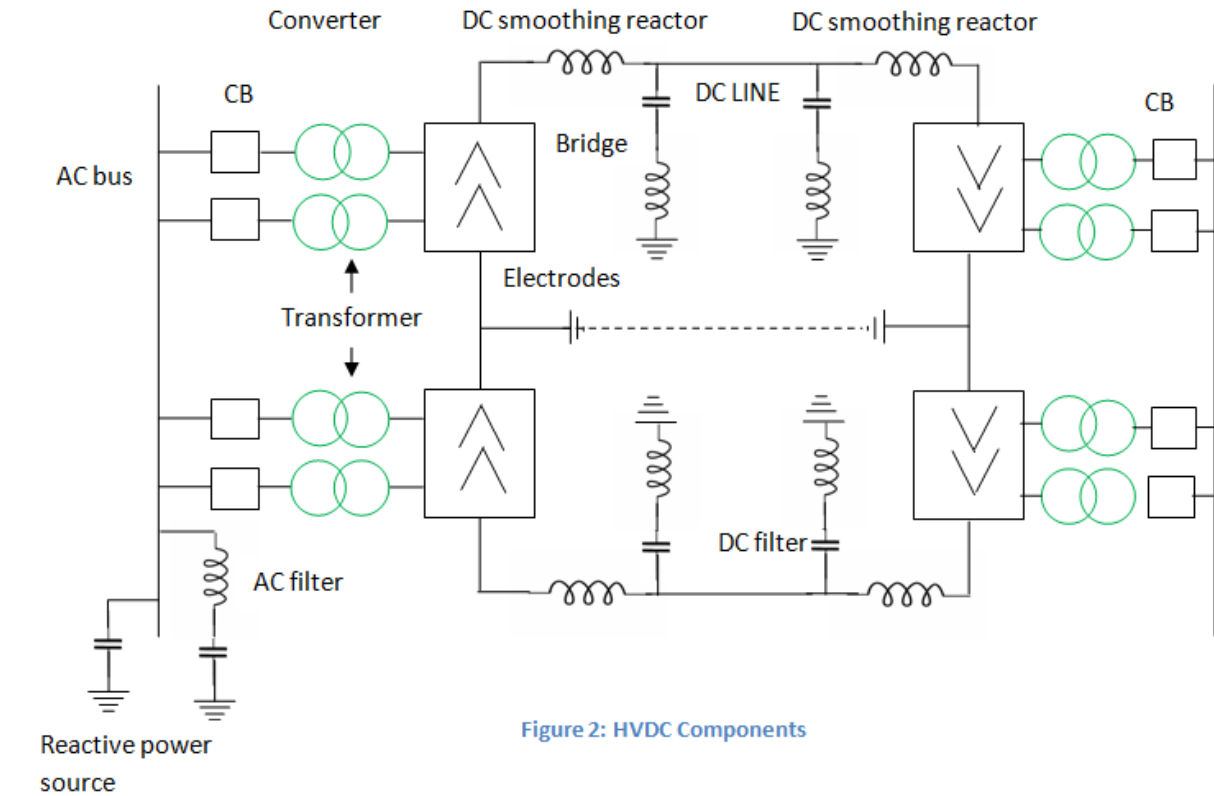 Converter
DC smoothing reactor
DC smoothing reactor
CB
DC LINE
CB
Bridge
AC bus
Electrodes
Transformer
DC filter
AC filter
Figure 2: HVDC Components
Reactive power
source